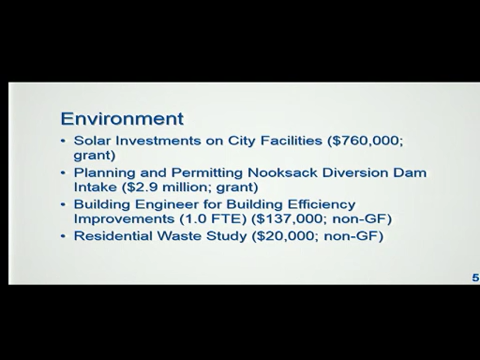 Environment
• Solar Investments on City Facilities ($760,000;
grant)
• Planning and Permitting Nooksack Diversion Dam
Intake ($2.9 million; grant)
• Building Engineer for Building Efficiency
Improvements (1.0 FTE) ($137,000; non-GF)
• Residential Waste Study ($20,000; non-GF)
5